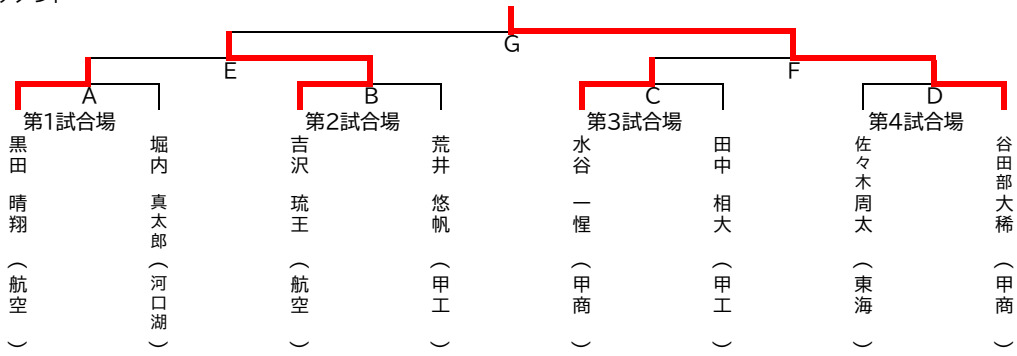 G
E
F
A
B
C
D
第1試合場
第2試合場
第3試合場
第4試合場
黒田 晴翔 (航空)
堀内 真太郎(河口湖)
吉沢 琉王 (航空)
荒井 悠帆 (甲工)
水谷 一惺 (甲商)
田中 相大 (甲工)
佐々木周太 (東海)
谷田部大稀 (甲商)